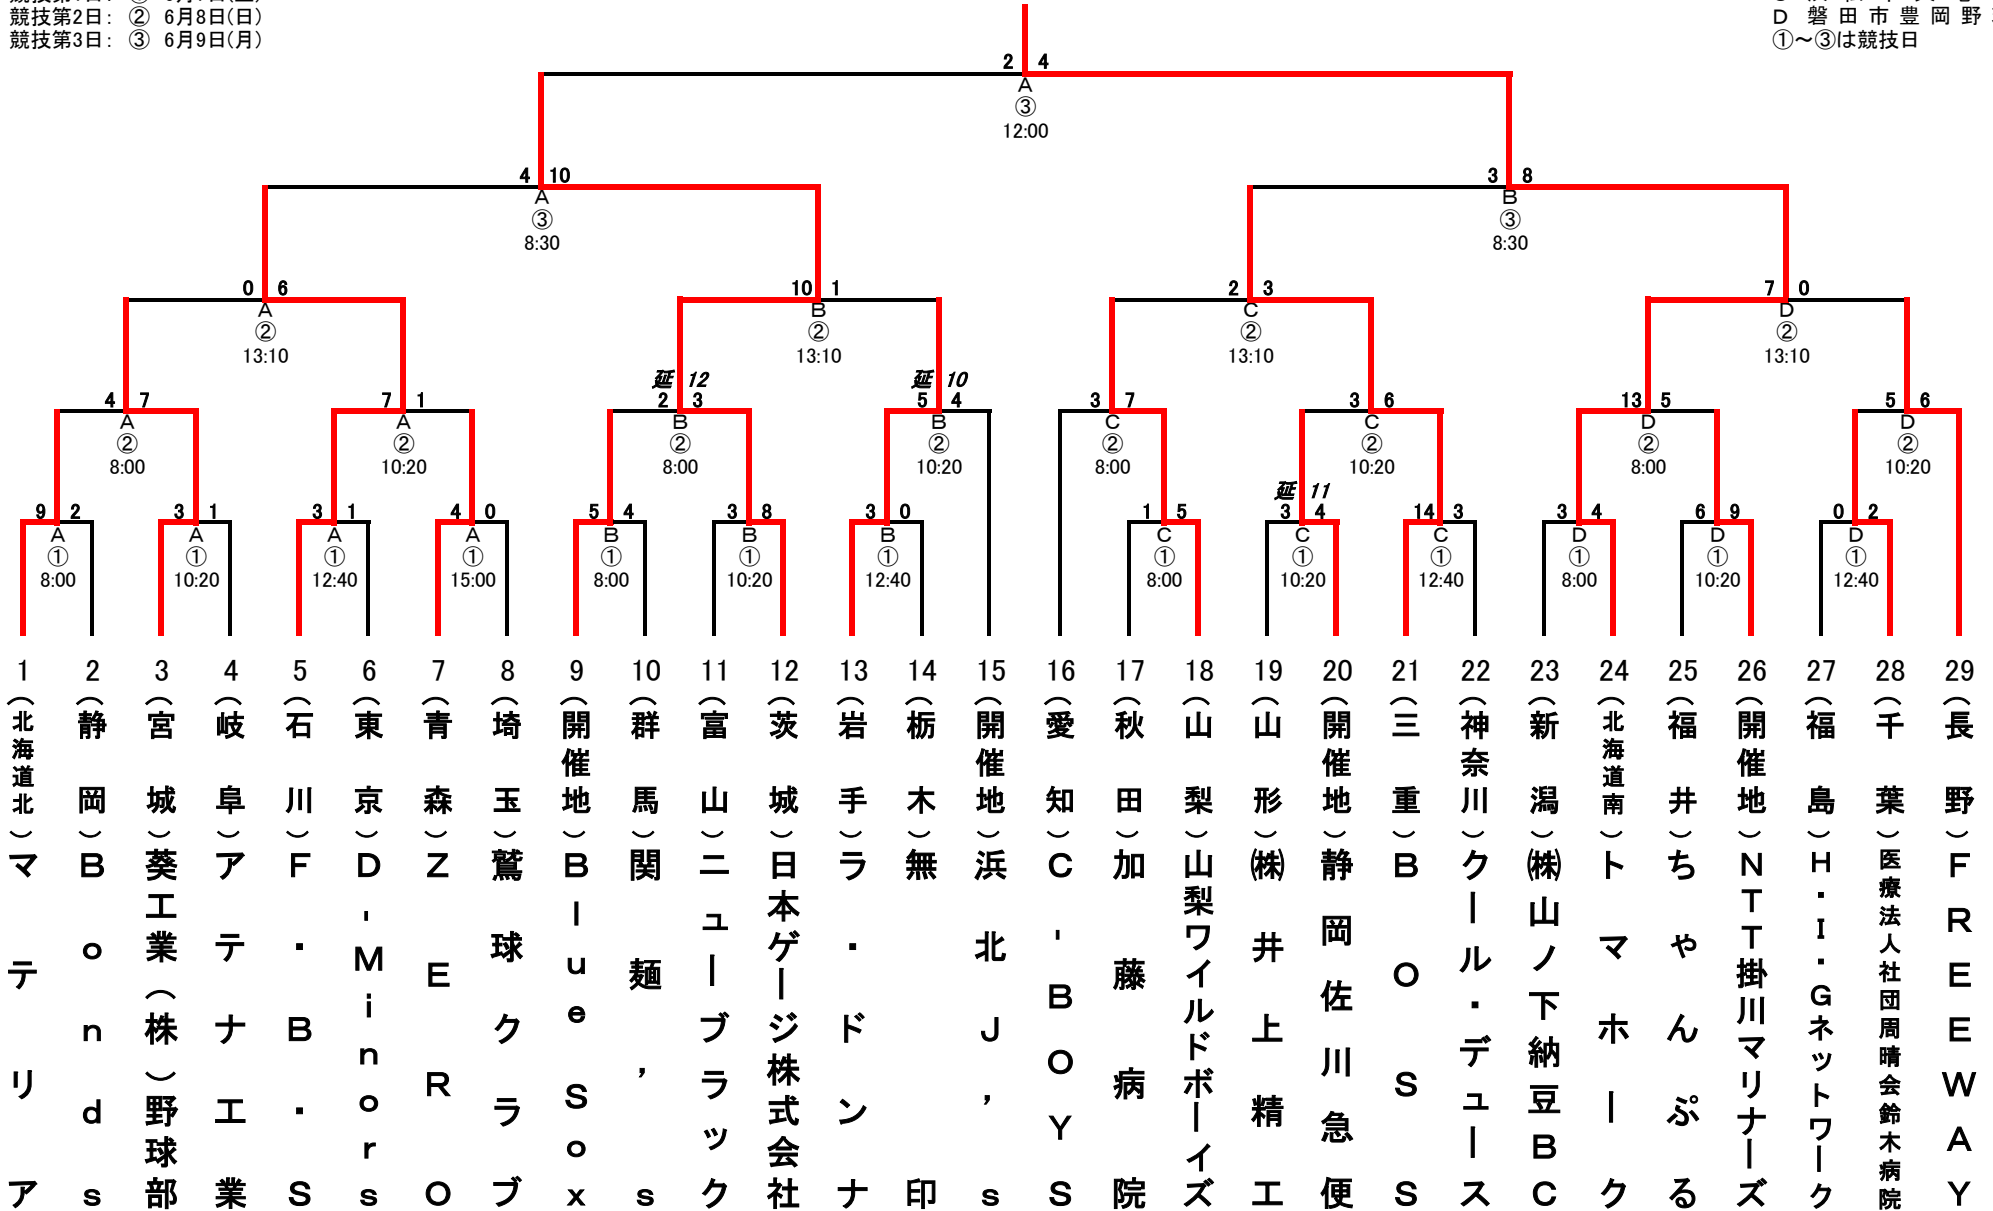 競技第2日： ② 6月8日(日)
競技第3日： ③ 6月9日(月)
D 磐田市豊岡野
①～③は競技日
2 4
A
③
12:00
4 10
A
③
8:30
3 8
B
③
8:30
0 6
A
②
13:10
10 1
B
②
13:10
2 3
C
②
13:10
7 0
D
②
13:10
4 7
A
②
8:00
7 1
A
②
10:20
延 12
2 3
B
②
8:00
延 10
5 4
B
②
10:20
3 7
C
②
8:00
3 6
C
②
10:20
13 5
D
②
8:00
5 6
D
②
10:20
9 2
A
①
8:00
3 1
A
①
10:20
3 1
A
①
12:40
4 0
A
①
15:00
5 4
B
①
8:00
3 8
B
①
10:20
3 0
B
①
12:40
1 5
C
①
8:00
延 11
3 4
C
①
10:20
14 3
C
①
12:40
3 4
D
①
8:00
6 9
D
①
10:20
0 2
D
①
12:40
1 (北海道北) マテリア
2 (静岡) Bonds
3 (宮城) 葵工業(株)野球部
4 (岐阜) アテナ工業
5 (石川) F・B・S
6 (東京) D-Minors
7 (青森) ZERO
8 (埼玉) 鷲球クラブ
9 (開催地) Blue Sox
10 (群馬) 関麺’s
11 (富山) ニューブラック
12 (茨城) 日本ゲージ株式会社
13 (岩手) ラ・ドンナ
14 (栃木) 無印
15 (開催地) 浜北J’s
16 (愛知) C-BOYS
17 (秋田) 加藤病院
18 (山梨) 山梨ワイルドボーイズ
19 (山形) ㈱山井上精工
20 (開催地) 静岡佐川急便
21 (三重) BOSS
22 (神奈川) クール・デュース
23 (新潟) ㈱山ノ下納豆BC
24 (北海道南) トマホーク
25 (福井) ちゃんぷる
26 (開催地) NTT掛川マリナーズ
27 (福島) H・I・Gネットワーク
28 (千葉) 医療法人社団周晴会鈴木病院
29 (長野) FREEWAY